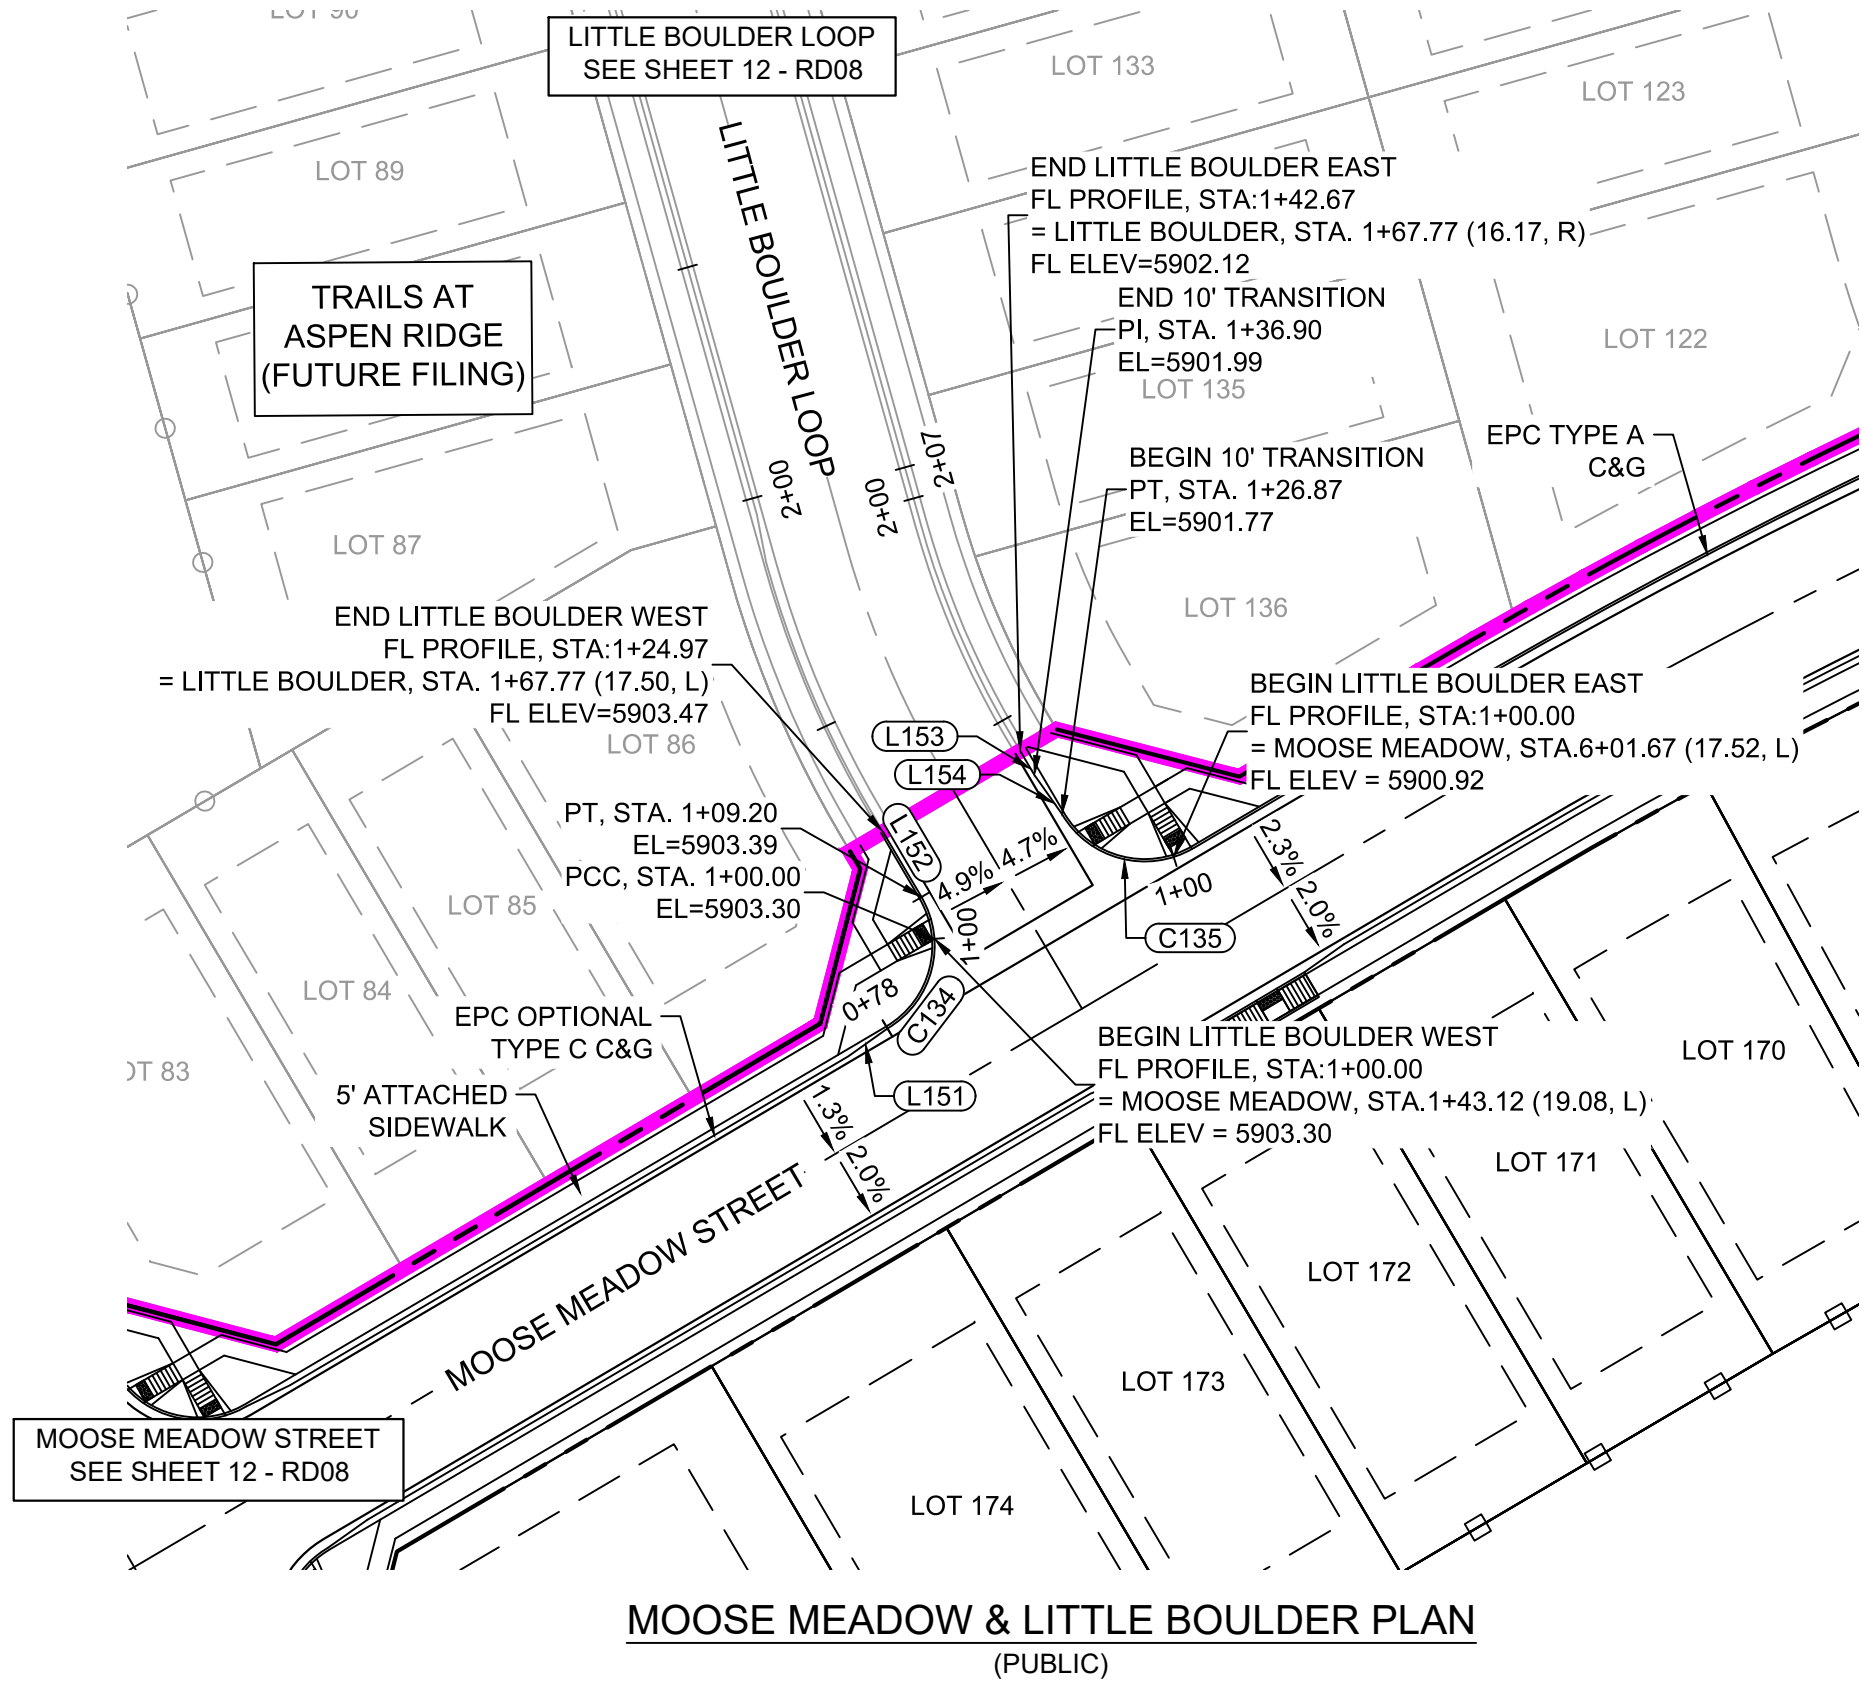 LOT 90
LITTLE BOULDER LOOP
SEE SHEET 12 - RD08
LOT 133
LOT 123
LOT 89
LITTLE BOULDER LOOP
END LITTLE BOULDER EAST
FL PROFILE, STA:1+42.67
= LITTLE BOULDER, STA. 1+67.77 (16.17, R)
FL ELEV=5902.12
TRAILS AT
ASPEN RIDGE
(FUTURE FILING)
END 10' TRANSITION
PI, STA. 1+36.90
EL=5901.99
LOT 122
LOT 135
EPC TYPE A
C&G
BEGIN 10' TRANSITION
PT, STA. 1+26.87
EL=5901.77
2+00
2+00
2+07
LOT 87
LOT 136
END LITTLE BOULDER WEST
FL PROFILE, STA:1+24.97
= LITTLE BOULDER, STA. 1+67.77 (17.50, L)
FL ELEV=5903.47
LOT 86
BEGIN LITTLE BOULDER EAST
FL PROFILE, STA:1+00.00
= MOOSE MEADOW, STA.6+01.67 (17.52, L)
FL ELEV = 5900.92
L153
L154
L152
PT, STA. 1+09.20
EL=5903.39
PCC, STA. 1+00.00
EL=5903.30
4.9%
4.7%
2.3%
2.0%
1+00
1+00
C135
LOT 85
LOT 84
0+78
C134
EPC OPTIONAL
TYPE C C&G
OT 83
5' ATTACHED
SIDEWALK
L151
1.3%
2.0%
BEGIN LITTLE BOULDER WEST
FL PROFILE, STA:1+00.00
= MOOSE MEADOW, STA.1+43.12 (19.08, L)
FL ELEV = 5903.30
LOT 170
LOT 171
MOOSE MEADOW STREET
LOT 172
LOT 173
MOOSE MEADOW STREET
SEE SHEET 12 - RD08
LOT 174
MOOSE MEADOW & LITTLE BOULDER PLAN
(PUBLIC)